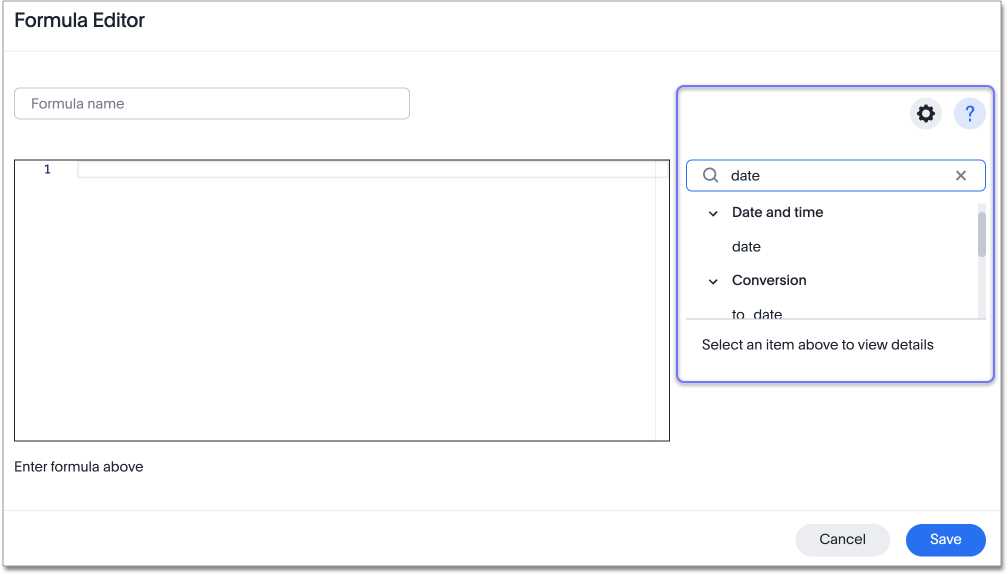 Formula Editor
Formula name
?
1
date
Date and time
date
Conversion
to_date
Select an item above to view details
Enter formula above
Cancel
Save